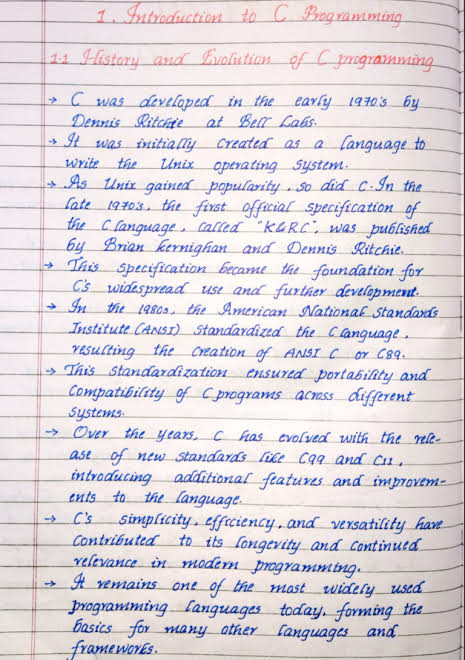 1. Introduction to C Programming
1.1 History and Evolution of C programming
→ C was developed in the early 1970's by
Dennis Ritchie at Bell Labs.
→ It was initially created as a language to
write the Unix operating system.
→ As Unix gained popularity, so did C. In the
late 1970's, the first official specification of
the C language, called "K&RC", was published
by Brian Kernighan and Dennis Ritchie.
→ This specification became the foundation for
C's widespread use and further development.
→ In the 1980s, the American National Standards
Institute (ANSI) standardized the C language,
resulting the creation of ANSI C or C89.
→ This standardization ensured portability and
compatibility of C programs across different
systems.
→ Over the years, C has evolved with the rele-
ase of new standards like C99 and C11,
introducing additional features and improvem-
ents to the language.
→ C's simplicity, efficiency, and versatility have
contributed to its longevity and continued
relevance in modern programming.
→ It remains one of the most widely used
programming languages today, forming the
basics for many other languages and
frameworks.